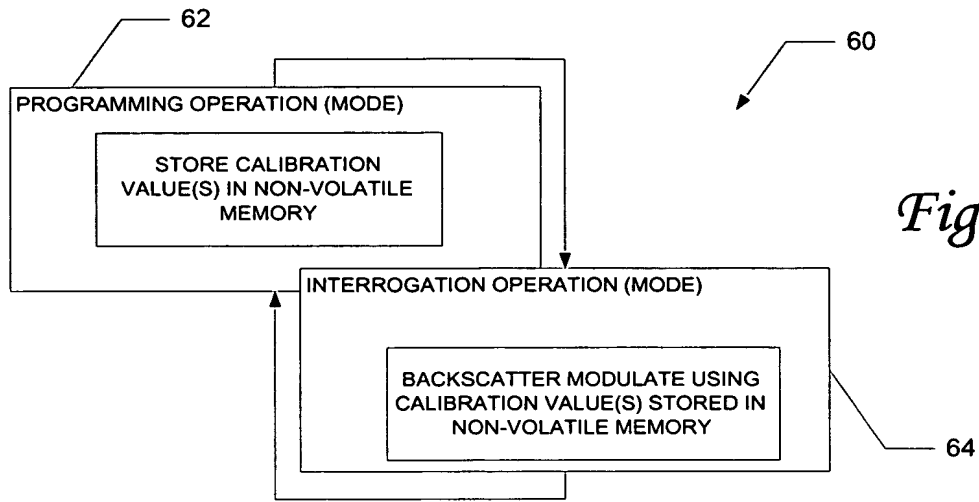 62
60
PROGRAMMING OPERATION (MODE)
STORE CALIBRATION
VALUE(S) IN NON-VOLATILE
MEMORY
Fig
INTERROGATION OPERATION (MODE)
BACKSCATTER MODULATE USING
CALIBRATION VALUE(S) STORED IN
NON-VOLATILE MEMORY
64